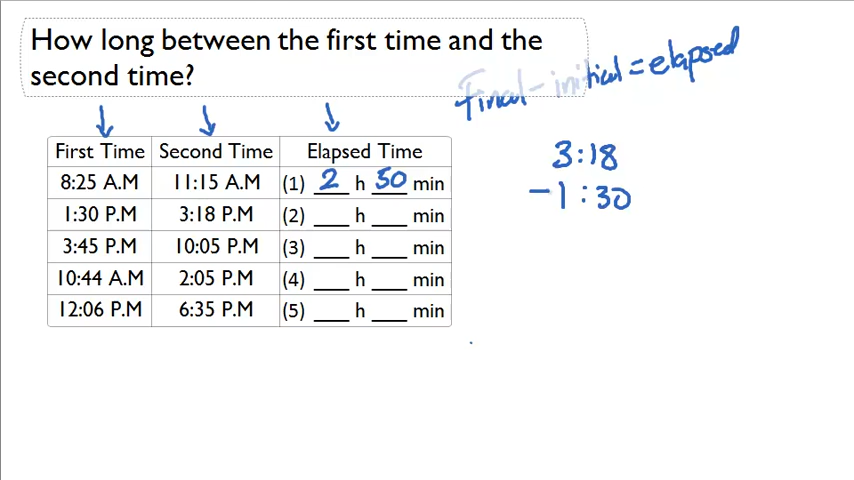 How long between the first time and the
second time?
Final - initial = elapsed
First Time Second Time Elapsed Time
8:25 A.M 11:15 A.M (1) 2 h 50 min
1:30 P.M 3:18 P.M (2) ___ h ___ min
3:45 P.M 10:05 P.M (3) ___ h ___ min
10:44 A.M 2:05 P.M (4) ___ h ___ min
12:06 P.M 6:35 P.M (5) ___ h ___ min
3:18
- 1:30